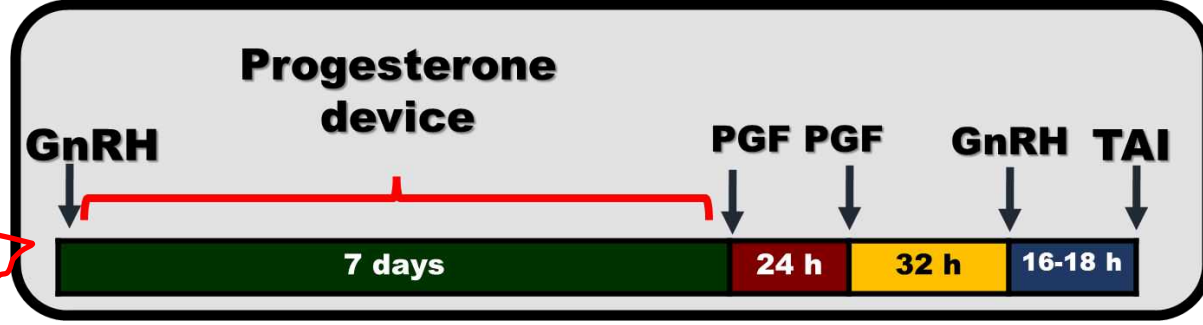 Progesterone
device
GnRH
PGF PGF
GnRH TAI
7 days
24 h
32 h
16-18 h